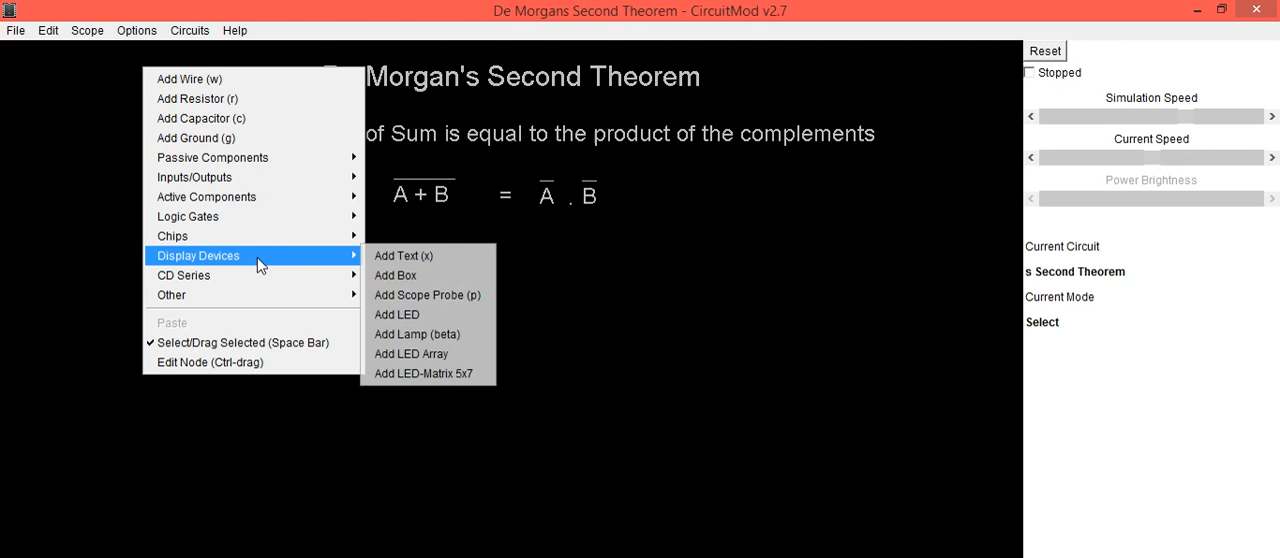 De Morgans Second Theorem - CircuitMod v2.7
File Edit Scope Options Circuits Help
Morgan's Second Theorem
of Sum is equal to the product of the complements
A + B = A . B
Add Wire (w)
Add Resistor (r)
Add Capacitor (c)
Add Ground (g)
Passive Components
Inputs/Outputs
Active Components
Logic Gates
Chips
Display Devices
CD Series
Other
Paste
Select/Drag Selected (Space Bar)
Edit Node (Ctrl-drag)
Add Text (x)
Add Box
Add Scope Probe (p)
Add LED
Add Lamp (beta)
Add LED Array
Add LED-Matrix 5x7
Reset
Stopped
Simulation Speed
Current Speed
Power Brightness
Current Circuit
s Second Theorem
Current Mode
Select